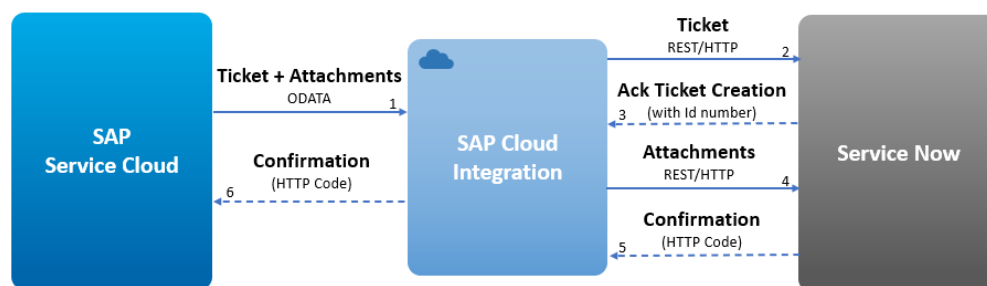 SAP
Service Cloud
Ticket + Attachments
ODATA
1
Confirmation
(HTTP Code)
6
SAP Cloud
Integration
Ticket
REST/HTTP
2
Ack Ticket Creation
(with Id number)
3
Attachments
REST/HTTP
4
Confirmation
(HTTP Code)
5
Service Now